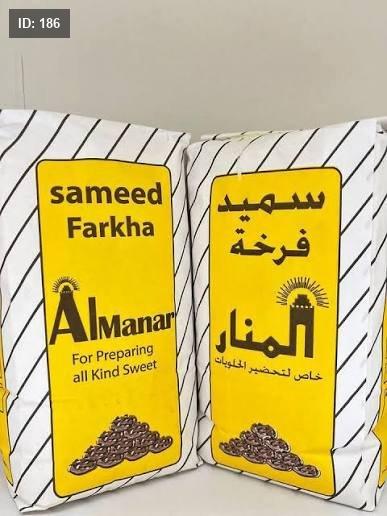 ID: 186
sameed
Farkha
AlManar
For Preparing
all Kind Sweet
سميد
فرخة
المنار
خاص لتحضير الحلويات